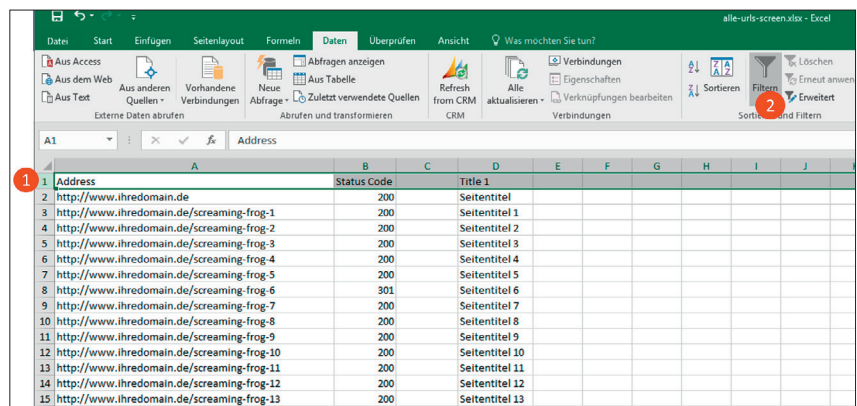 alle-urls-screen.xlsx - Excel
Datei Start Einfügen Seitenlayout Formeln Daten Überprüfen Ansicht Was möchten Sie tun?
Aus Access
Aus dem Web
Aus Text
Aus anderen Quellen
Vorhandene Verbindungen
Externe Daten abrufen
Neue Abfrage
Abfragen anzeigen
Aus Tabelle
Zuletzt verwendete Quellen
Abrufen und transformieren
Refresh from CRM
CRM
Alle aktualisieren
Verbindungen
Eigenschaften
Verknüpfungen bearbeiten
Verbindungen
Sortieren
Filtern
2
Löschen
Erneut anwen
Erweitert
Sortieren und Filtern
A1 fx Address
A B C D E F G H I J
1
1 Address Status Code Title 1
2 http://www.ihredomain.de 200 Seitentitel
3 http://www.ihredomain.de/screaming-frog-1 200 Seitentitel 1
4 http://www.ihredomain.de/screaming-frog-2 200 Seitentitel 2
5 http://www.ihredomain.de/screaming-frog-3 200 Seitentitel 3
6 http://www.ihredomain.de/screaming-frog-4 200 Seitentitel 4
7 http://www.ihredomain.de/screaming-frog-5 200 Seitentitel 5
8 http://www.ihredomain.de/screaming-frog-6 301 Seitentitel 6
9 http://www.ihredomain.de/screaming-frog-7 200 Seitentitel 7
10 http://www.ihredomain.de/screaming-frog-8 200 Seitentitel 8
11 http://www.ihredomain.de/screaming-frog-9 200 Seitentitel 9
12 http://www.ihredomain.de/screaming-frog-10 200 Seitentitel 10
13 http://www.ihredomain.de/screaming-frog-11 200 Seitentitel 11
14 http://www.ihredomain.de/screaming-frog-12 200 Seitentitel 12
15 http://www.ihredomain.de/screaming-frog-13 200 Seitentitel 13